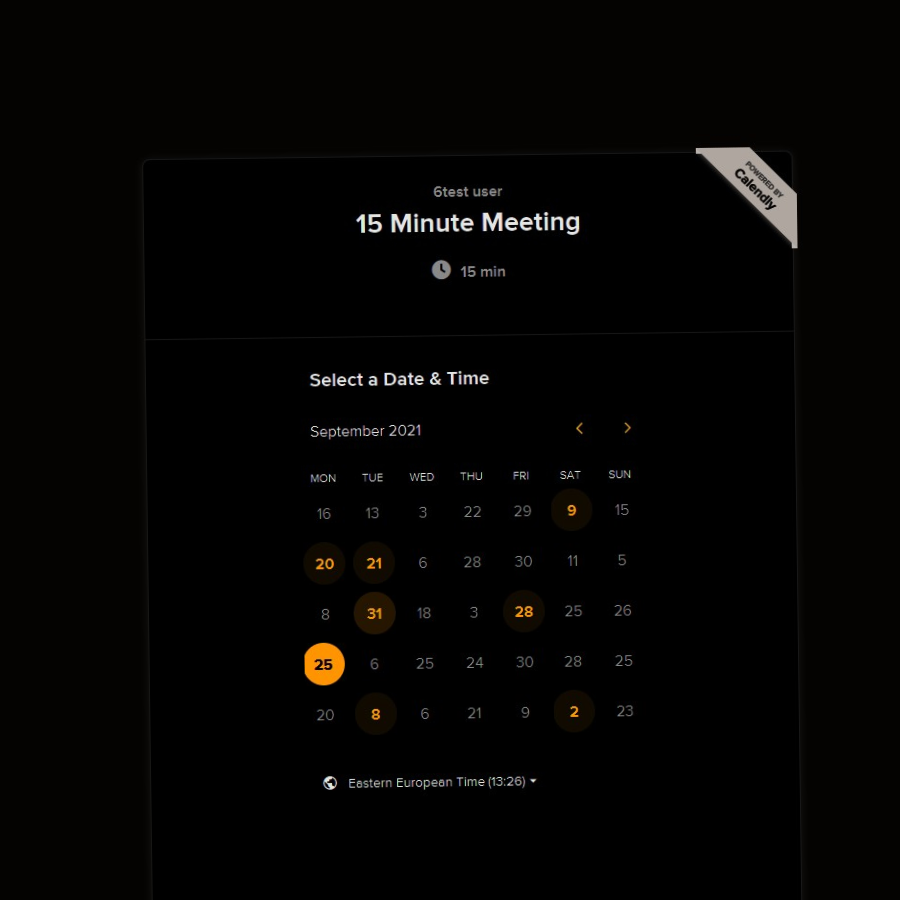 POWERED BY
Calendly
6test user
15 Minute Meeting
15 min
Select a Date & Time
September 2021
MON TUE WED THU FRI SAT SUN
16 13 3 22 29 9 15
20 21 6 28 30 11 5
8 31 18 3 28 25 26
25 6 25 24 30 28 25
20 8 6 21 9 2 23
Eastern European Time (13:26)